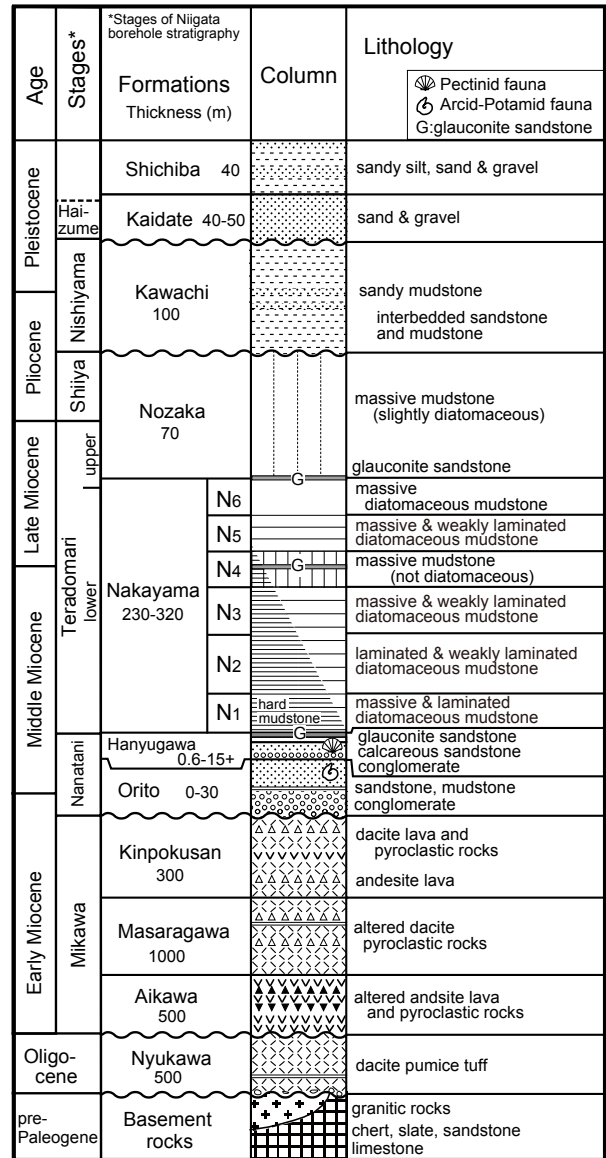 Age
Stages*
*Stages of Niigata
borehole stratigraphy
Formations
Thickness (m)
Column
Lithology
Pectinid fauna
Arcid-Potamid fauna
G:glauconite sandstone
Pleistocene
Pliocene
Late Miocene
Middle Miocene
Early Miocene
Oligo-
cene
pre-
Paleogene
Hai-
zume
Nishiyama
Shiiya
upper
Teradomari
lower
Nanatani
Mikawa
Shichiba 40
sandy silt, sand & gravel
Kaidate 40-50
sand & gravel
Kawachi
100
sandy mudstone
interbedded sandstone
and mudstone
Nozaka
70
massive mudstone
(slightly diatomaceous)
glauconite sandstone
G
Nakayama
230-320
N6
massive
diatomaceous mudstone
N5
massive & weakly laminated
diatomaceous mudstone
N4
G
massive mudstone
(not diatomaceous)
N3
massive & weakly laminated
diatomaceous mudstone
N2
laminated & weakly laminated
diatomaceous mudstone
N1
hard
mudstone
massive & laminated
diatomaceous mudstone
G
Hanyugawa
0.6-15+
glauconite sandstone
calcareous sandstone
conglomerate
Orito 0-30
sandstone, mudstone
conglomerate
Kinpokusan
300
dacite lava and
pyroclastic rocks
andesite lava
Masaragawa
1000
altered dacite
pyroclastic rocks
Aikawa
500
altered andsite lava
and pyroclastic rocks
Nyukawa
500
dacite pumice tuff
Basement
rocks
granitic rocks
chert, slate, sandstone
limestone